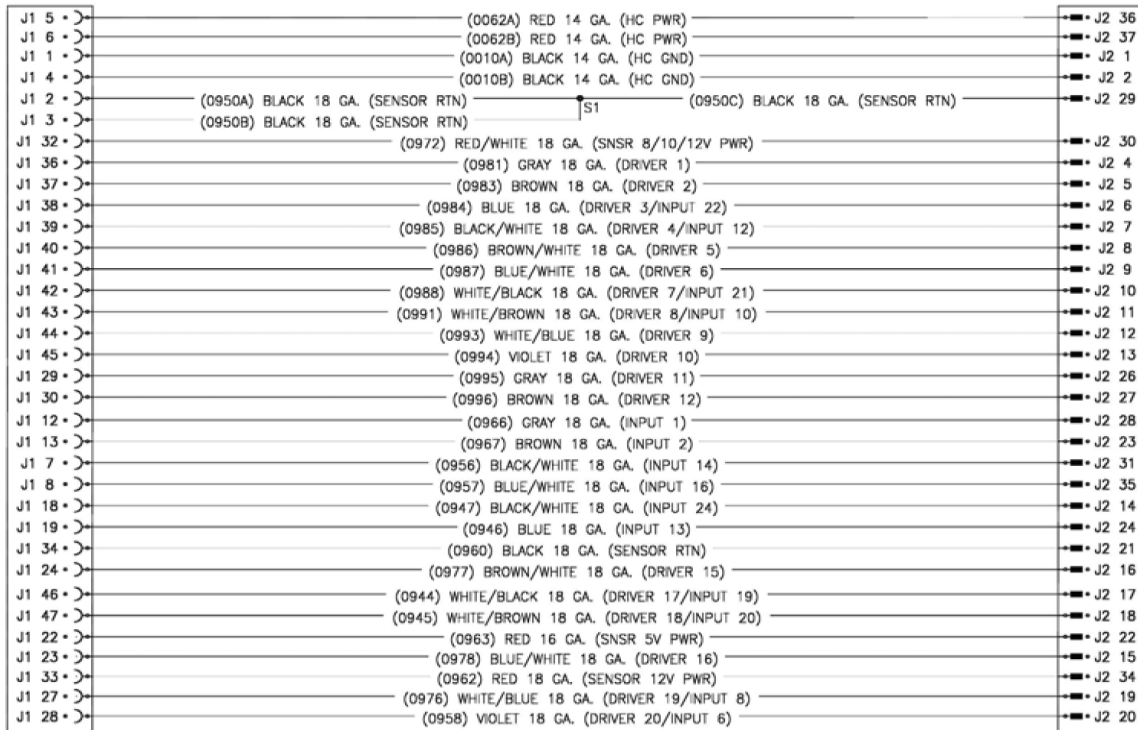 J1 5 (0062A) RED 14 GA. (HC PWR) J2 36
J1 6 (0062B) RED 14 GA. (HC PWR) J2 37
J1 1 (0010A) BLACK 14 GA. (HC GND) J2 1
J1 4 (0010B) BLACK 14 GA. (HC GND) J2 2
J1 2 (0950A) BLACK 18 GA. (SENSOR RTN) S1 (0950C) BLACK 18 GA. (SENSOR RTN) J2 29
J1 3 (0950B) BLACK 18 GA. (SENSOR RTN)
J1 32 (0972) RED/WHITE 18 GA. (SNSR 8/10/12V PWR) J2 30
J1 36 (0981) GRAY 18 GA. (DRIVER 1) J2 4
J1 37 (0983) BROWN 18 GA. (DRIVER 2) J2 5
J1 38 (0984) BLUE 18 GA. (DRIVER 3/INPUT 22) J2 6
J1 39 (0985) BLACK/WHITE 18 GA. (DRIVER 4/INPUT 12) J2 7
J1 40 (0986) BROWN/WHITE 18 GA. (DRIVER 5) J2 8
J1 41 (0987) BLUE/WHITE 18 GA. (DRIVER 6) J2 9
J1 42 (0988) WHITE/BLACK 18 GA. (DRIVER 7/INPUT 21) J2 10
J1 43 (0991) WHITE/BROWN 18 GA. (DRIVER 8/INPUT 10) J2 11
J1 44 (0993) WHITE/BLUE 18 GA. (DRIVER 9) J2 12
J1 45 (0994) VIOLET 18 GA. (DRIVER 10) J2 13
J1 29 (0995) GRAY 18 GA. (DRIVER 11) J2 26
J1 30 (0996) BROWN 18 GA. (DRIVER 12) J2 27
J1 12 (0966) GRAY 18 GA. (INPUT 1) J2 28
J1 13 (0967) BROWN 18 GA. (INPUT 2) J2 23
J1 7 (0956) BLACK/WHITE 18 GA. (INPUT 14) J2 31
J1 8 (0957) BLUE/WHITE 18 GA. (INPUT 16) J2 35
J1 18 (0947) BLACK/WHITE 18 GA. (INPUT 24) J2 14
J1 19 (0946) BLUE 18 GA. (INPUT 13) J2 24
J1 34 (0960) BLACK 18 GA. (SENSOR RTN) J2 21
J1 24 (0977) BROWN/WHITE 18 GA. (DRIVER 15) J2 16
J1 46 (0944) WHITE/BLACK 18 GA. (DRIVER 17/INPUT 19) J2 17
J1 47 (0945) WHITE/BROWN 18 GA. (DRIVER 18/INPUT 20) J2 18
J1 22 (0963) RED 16 GA. (SNSR 5V PWR) J2 22
J1 23 (0978) BLUE/WHITE 18 GA. (DRIVER 16) J2 15
J1 33 (0962) RED 18 GA. (SENSOR 12V PWR) J2 34
J1 27 (0976) WHITE/BLUE 18 GA. (DRIVER 19/INPUT 8) J2 19
J1 28 (0958) VIOLET 18 GA. (DRIVER 20/INPUT 6) J2 20